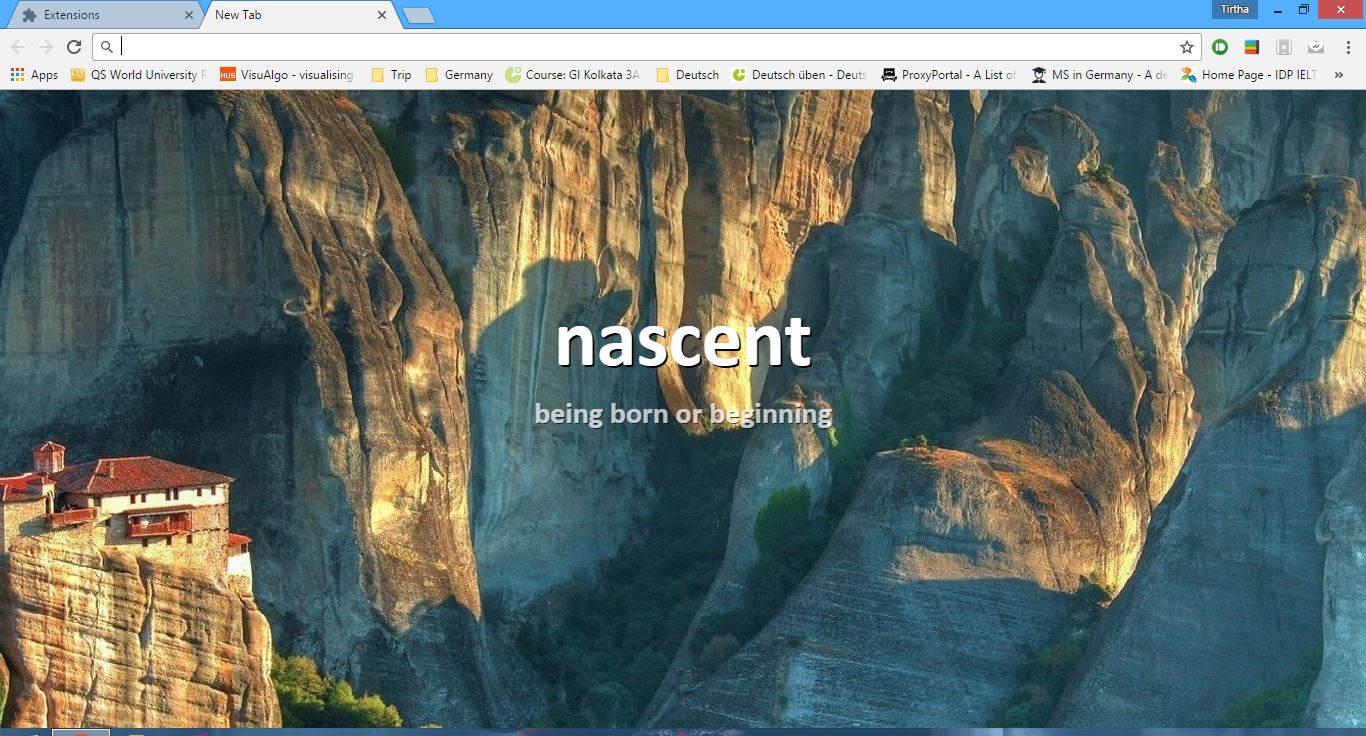 Extensions
New Tab
Tirtha
Apps
QS World University R
NUS VisuAlgo - visualising
Trip
Germany
Course: GI Kolkata 3A
Deutsch
Deutsch üben - Deuts
ProxyPortal - A List of
MS in Germany - A de
Home Page - IDP IELT
»
nascent
being born or beginning